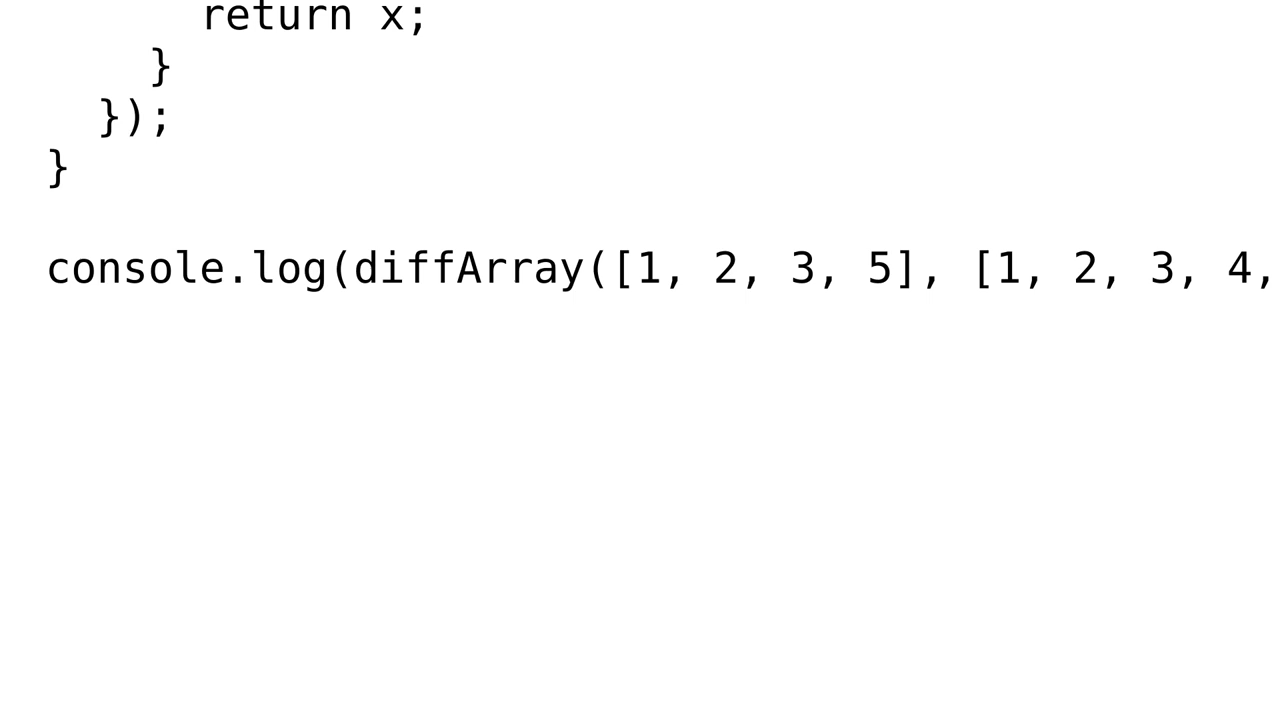 return x;
    }
  });
}

console.log(diffArray([1, 2, 3, 5], [1, 2, 3, 4,